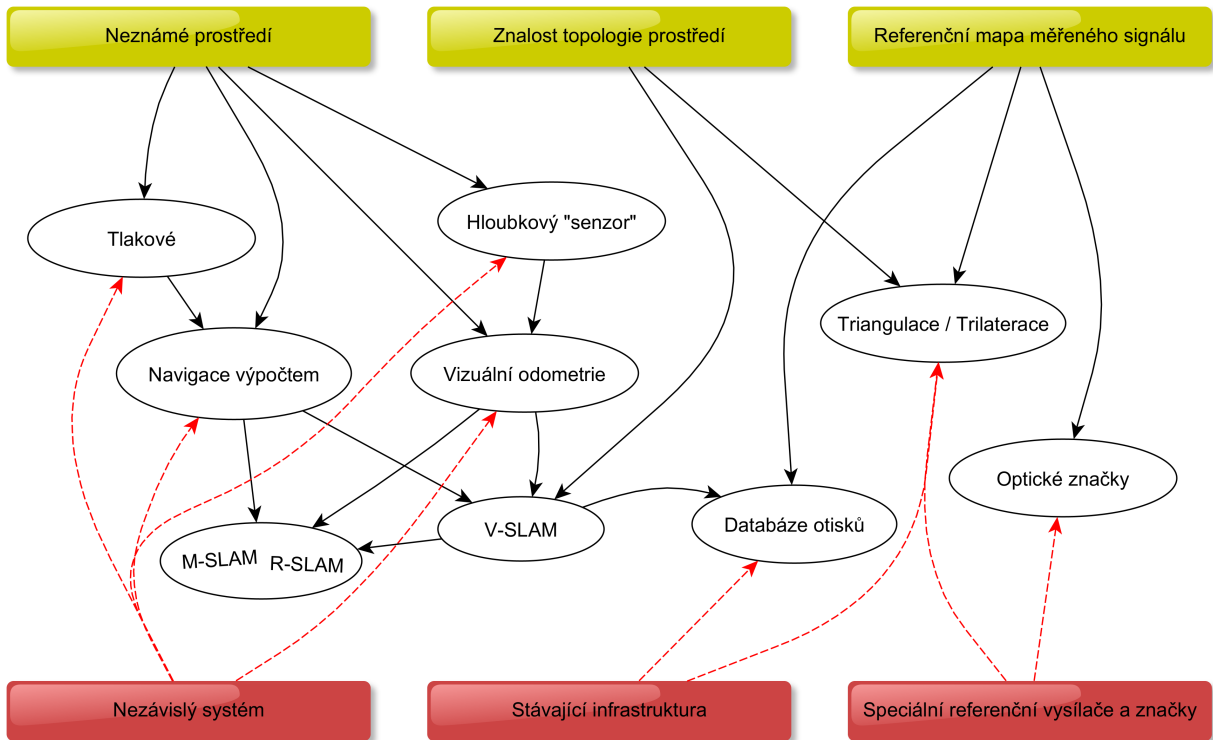 Neznámé prostředí
Znalost topologie prostředí
Referenční mapa měřeného signálu
Hloubkový "senzor"
Tlakové
Triangulace / Trilaterace
Navigace výpočtem
Vizuální odometrie
Optické značky
Databáze otisků
V-SLAM
M-SLAM
R-SLAM
Nezávislý systém
Stávající infrastruktura
Speciální referenční vysílače a značky